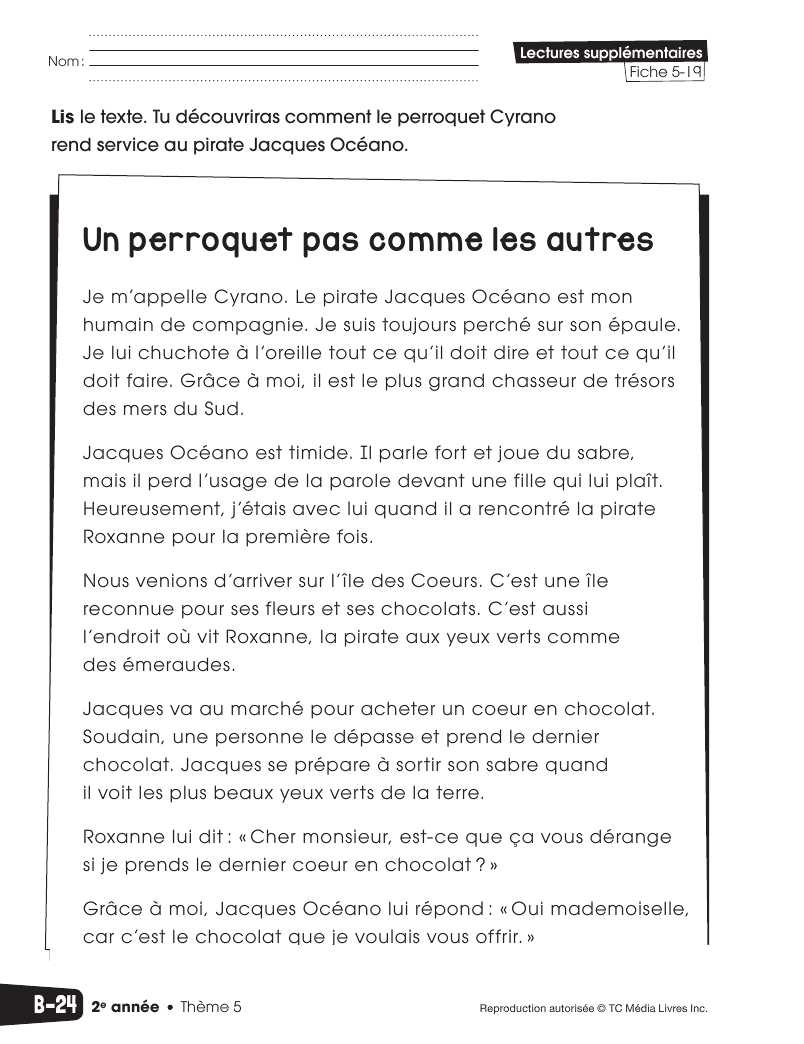 Nom :
Lectures supplémentaires
Fiche 5-19
Lis le texte. Tu découvriras comment le perroquet Cyrano
rend service au pirate Jacques Océano.
Un perroquet pas comme les autres
Je m’appelle Cyrano. Le pirate Jacques Océano est mon
humain de compagnie. Je suis toujours perché sur son épaule.
Je lui chuchote à l’oreille tout ce qu’il doit dire et tout ce qu’il
doit faire. Grâce à moi, il est le plus grand chasseur de trésors
des mers du Sud.
Jacques Océano est timide. Il parle fort et joue du sabre,
mais il perd l’usage de la parole devant une fille qui lui plaît.
Heureusement, j’étais avec lui quand il a rencontré la pirate
Roxanne pour la première fois.
Nous venions d’arriver sur l’île des Coeurs. C’est une île
reconnue pour ses fleurs et ses chocolats. C’est aussi
l’endroit où vit Roxanne, la pirate aux yeux verts comme
des émeraudes.
Jacques va au marché pour acheter un coeur en chocolat.
Soudain, une personne le dépasse et prend le dernier
chocolat. Jacques se prépare à sortir son sabre quand
il voit les plus beaux yeux verts de la terre.
Roxanne lui dit : « Cher monsieur, est-ce que ça vous dérange
si je prends le dernier coeur en chocolat ? »
Grâce à moi, Jacques Océano lui répond : « Oui mademoiselle,
car c’est le chocolat que je voulais vous offrir. »
B-24
2e année • Thème 5
Reproduction autorisée © TC Média Livres Inc.